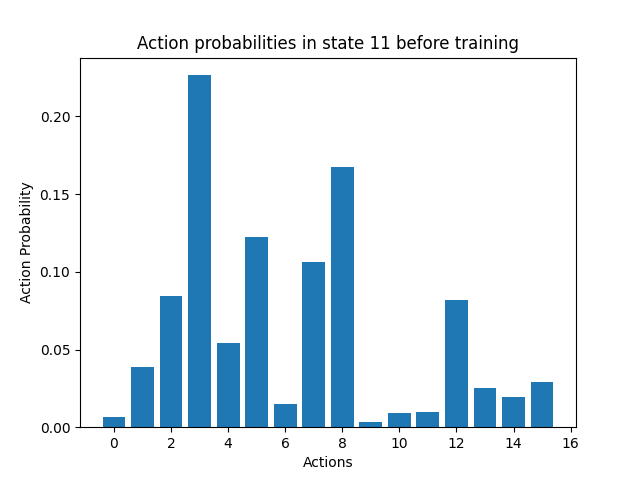 Action probabilities in state 11 before training
0.20
0.15
0.10
0.05
0.00
Action Probability
0 2 4 6 8 10 12 14 16
Actions